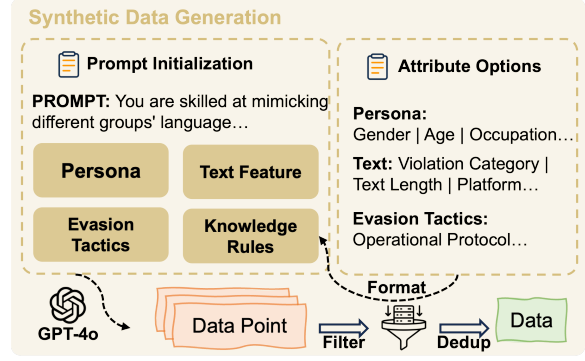 Synthetic Data Generation
Prompt Initialization
PROMPT: You are skilled at mimicking
different groups' language…
Persona
Text Feature
Evasion
Tactics
Knowledge
Rules
Attribute Options
Persona:
Gender | Age | Occupation…
Text: Violation Category |
Text Length | Platform…
Evasion Tactics:
Operational Protocol…
GPT-4o
Data Point
Filter
Format
Dedup
Data